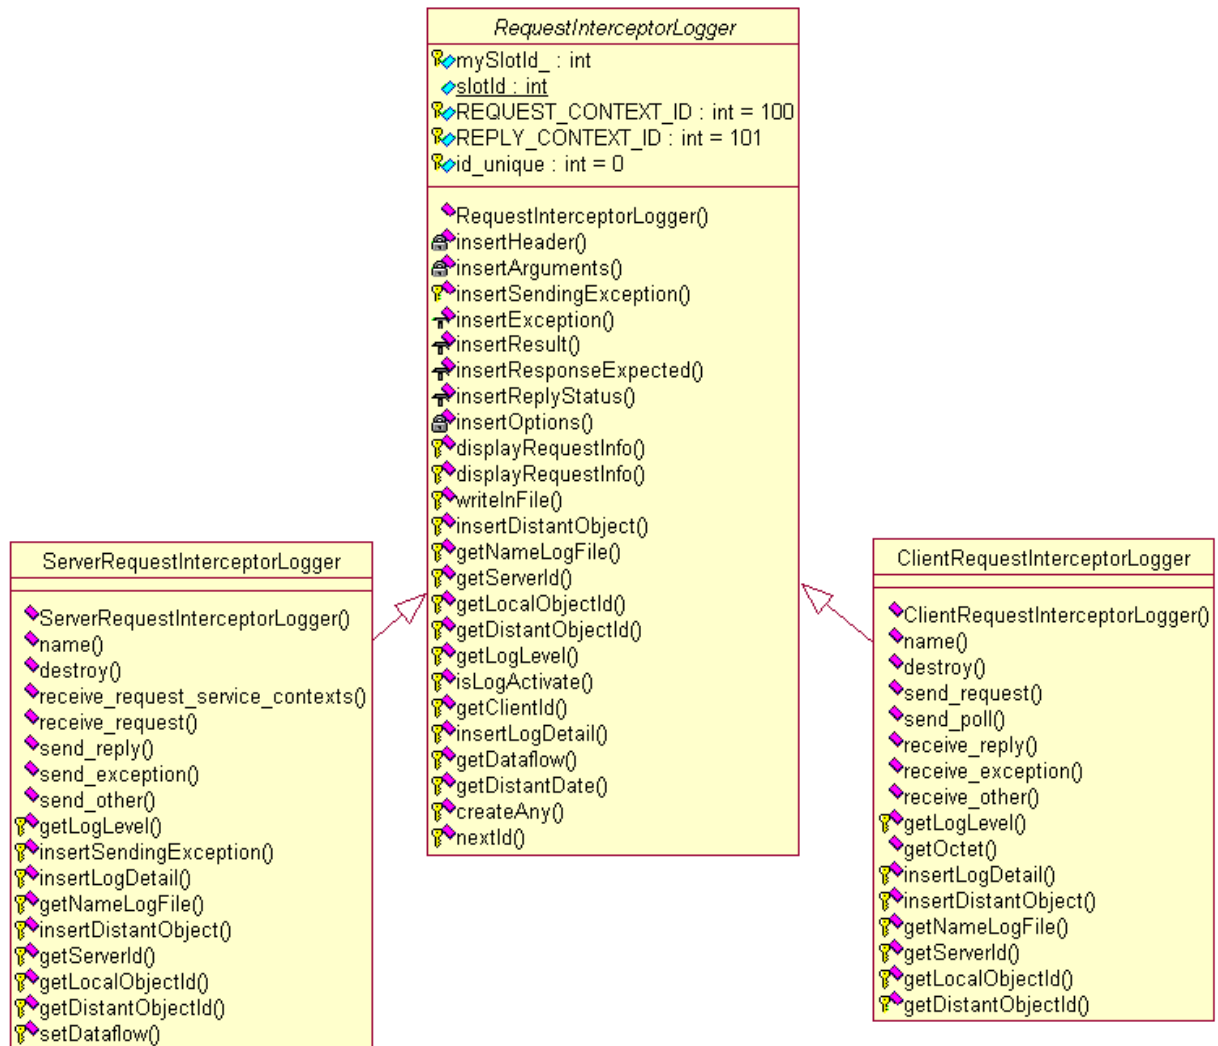 RequestInterceptorLogger
mySlotId_ : int
slotId : int
REQUEST_CONTEXT_ID : int = 100
REPLY_CONTEXT_ID : int = 101
id_unique : int = 0
RequestInterceptorLogger()
insertHeader()
insertArguments()
insertSendingException()
insertException()
insertResult()
insertResponseExpected()
insertReplyStatus()
insertOptions()
displayRequestInfo()
displayRequestInfo()
writeInFile()
insertDistantObject()
getNameLogFile()
getServerId()
getLocalObjectId()
getDistantObjectId()
getLogLevel()
isLogActivate()
getClientId()
insertLogDetail()
getDataflow()
getDistantDate()
createAny()
nextId()
ServerRequestInterceptorLogger
ServerRequestInterceptorLogger()
name()
destroy()
receive_request_service_contexts()
receive_request()
send_reply()
send_exception()
send_other()
getLogLevel()
insertSendingException()
insertLogDetail()
getNameLogFile()
insertDistantObject()
getServerId()
getLocalObjectId()
getDistantObjectId()
setDataflow()
ClientRequestInterceptorLogger
ClientRequestInterceptorLogger()
name()
destroy()
send_request()
send_poll()
receive_reply()
receive_exception()
receive_other()
getLogLevel()
getOctet()
insertLogDetail()
insertDistantObject()
getNameLogFile()
getServerId()
getLocalObjectId()
getDistantObjectId()